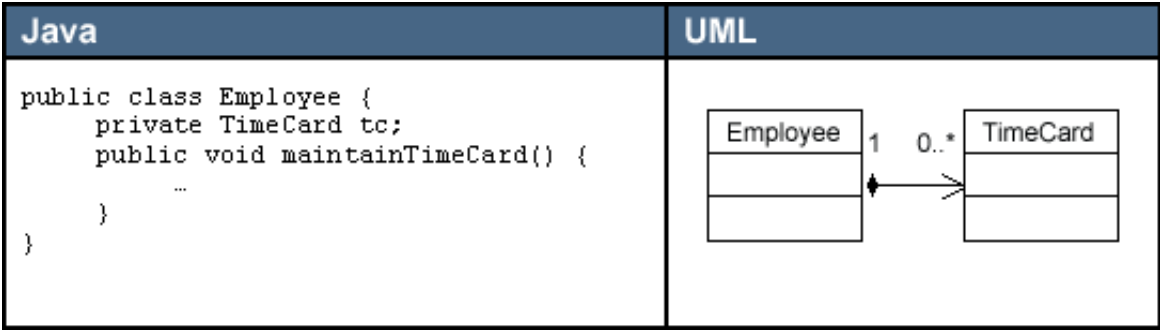 Java
UML
public class Employee {
private TimeCard tc;
public void maintainTimeCard() {
…
}
}
Employee
1
0..*
TimeCard